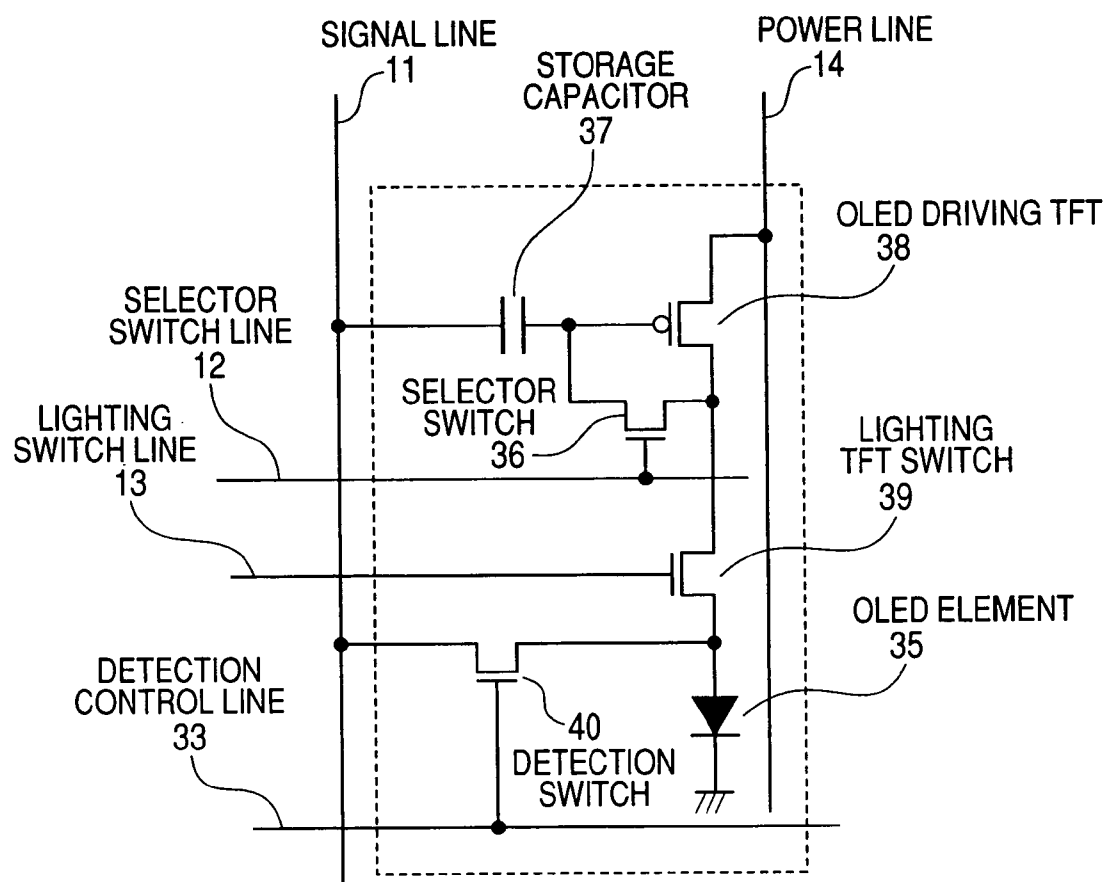 SIGNAL LINE
11
POWER LINE
14
STORAGE
CAPACITOR
37
OLED DRIVING TFT
38
SELECTOR
SWITCH LINE
12
SELECTOR
SWITCH
36
LIGHTING
SWITCH LINE
13
LIGHTING
TFT SWITCH
39
OLED ELEMENT
35
DETECTION
CONTROL LINE
33
40
DETECTION
SWITCH